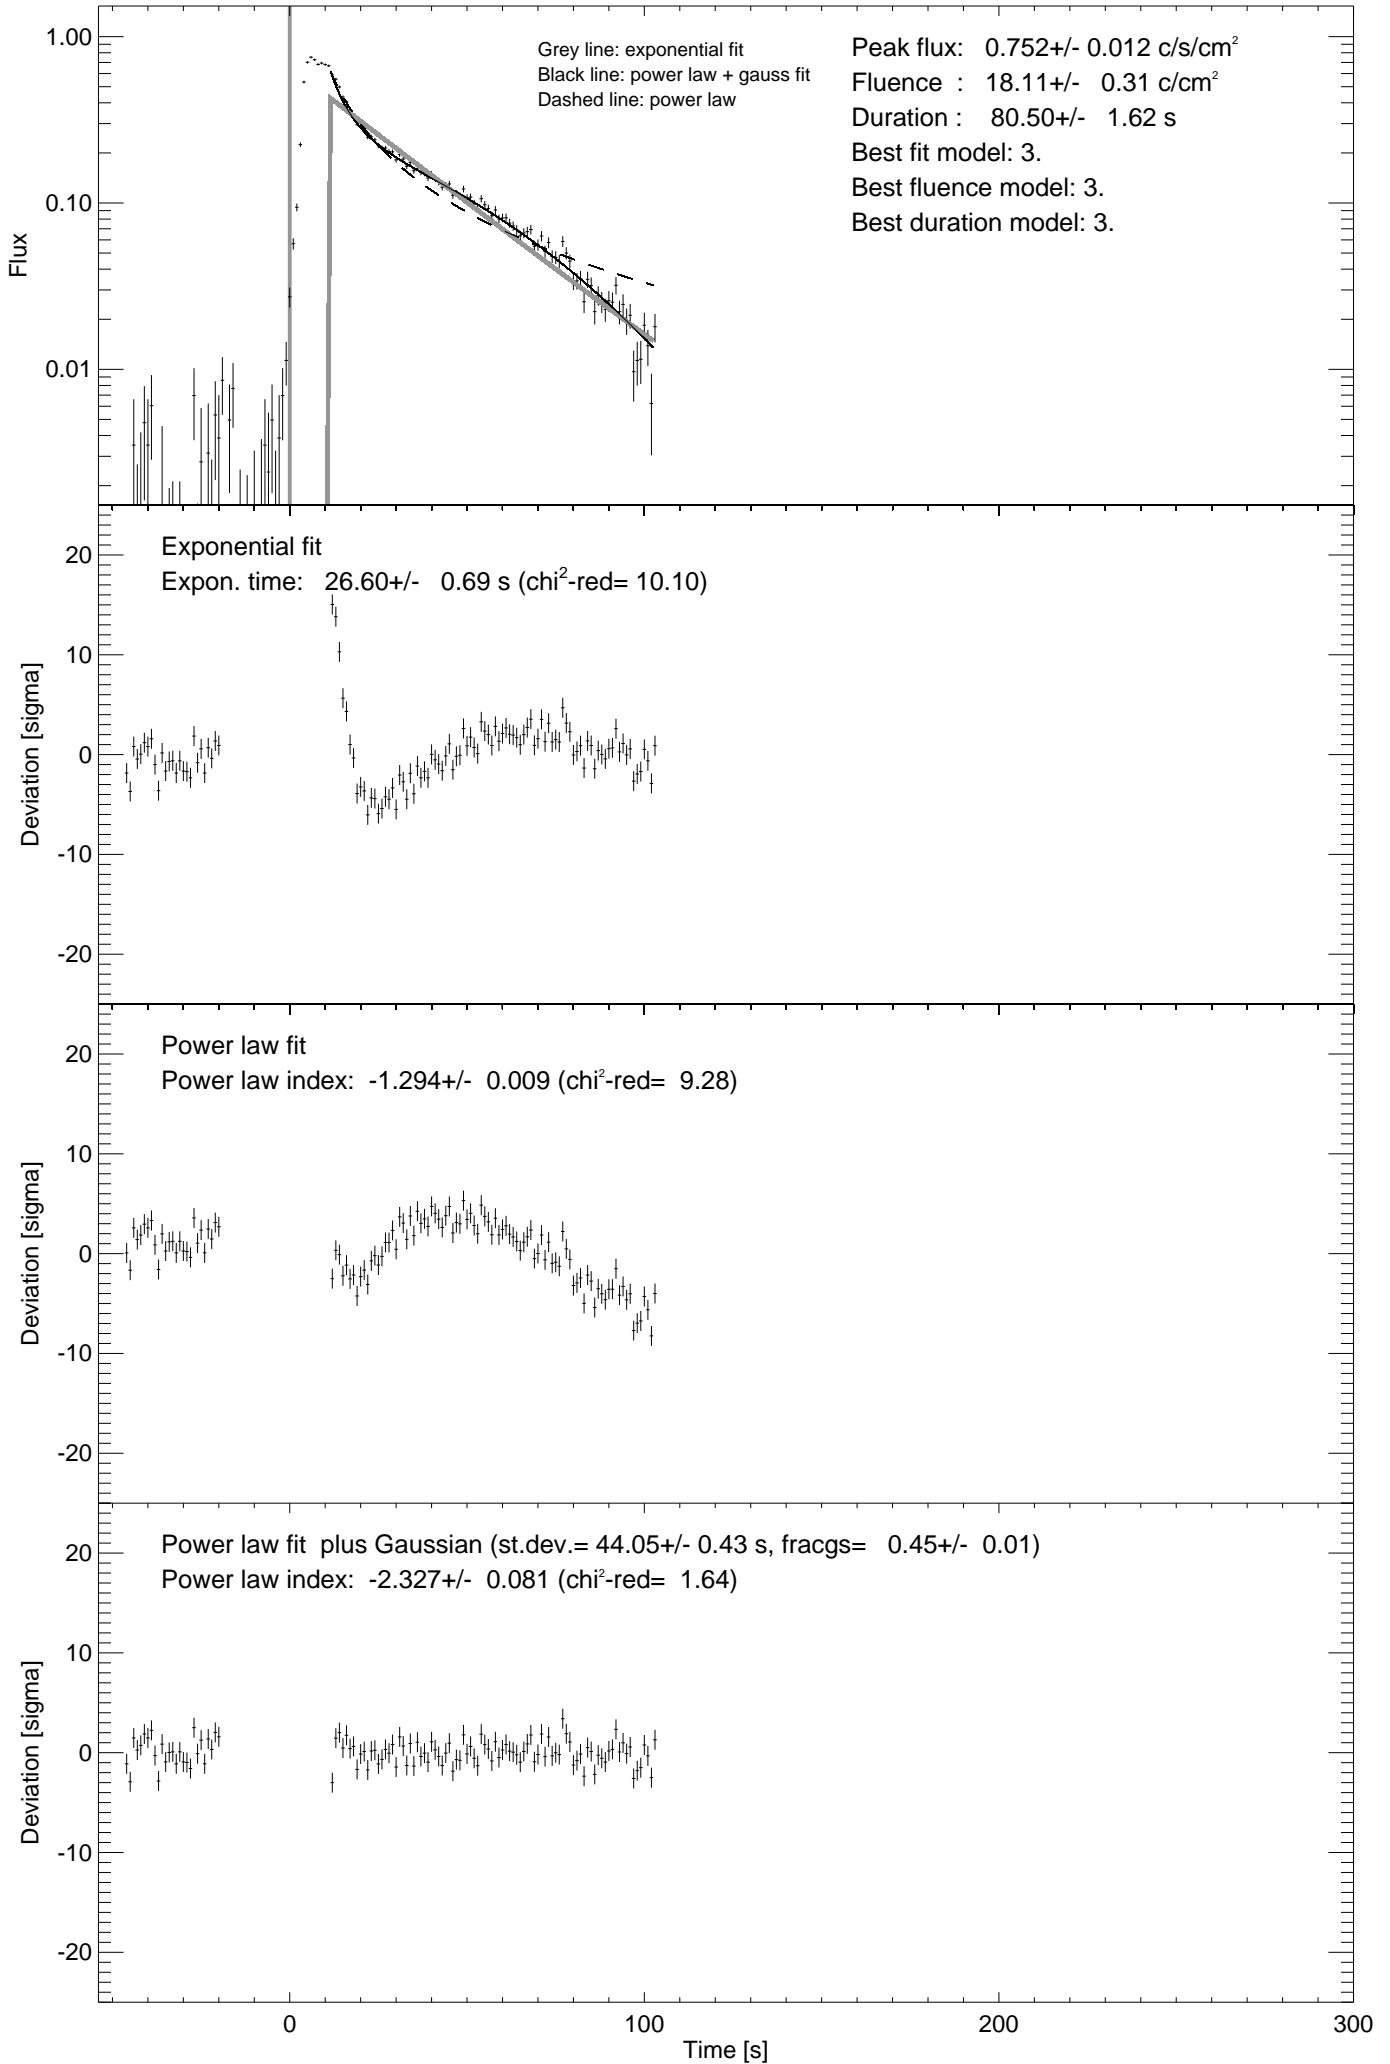 1.00
0.10
0.01
Flux
Grey line: exponential fit
Black line: power law + gauss fit
Dashed line: power law
Peak flux: 0.752+/- 0.012 c/s/cm²
Fluence : 18.11+/- 0.31 c/cm²
Duration : 80.50+/- 1.62 s
Best fit model: 3.
Best fluence model: 3.
Best duration model: 3.
20
10
0
-10
-20
Deviation [sigma]
Exponential fit
Expon. time: 26.60+/- 0.69 s (chi²-red= 10.10)
20
10
0
-10
-20
Deviation [sigma]
Power law fit
Power law index: -1.294+/- 0.009 (chi²-red= 9.28)
20
10
0
-10
-20
Deviation [sigma]
Power law fit plus Gaussian (st.dev.= 44.05+/- 0.43 s, fracgs= 0.45+/- 0.01)
Power law index: -2.327+/- 0.081 (chi²-red= 1.64)
0 100 200 300
Time [s]